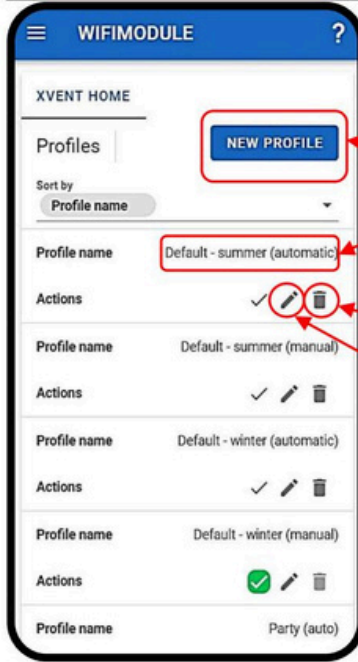 WIFIMODULE ?
XVENT HOME
Profiles NEW PROFILE
Sort by
Profile name
Profile name Default - summer (automatic)
Actions
Profile name Default - summer (manual)
Actions
Profile name Default - winter (automatic)
Actions
Profile name Default - winter (manual)
Actions
Profile name Party (auto)